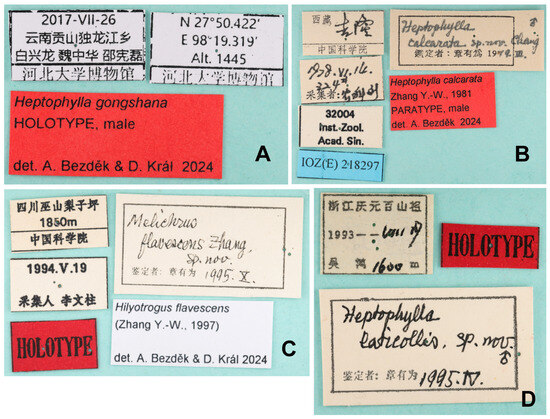 2017-VII-26
云南贡山独龙江乡
白兴龙 魏中华 邵宪磊
河北大学博物馆
N 27°50.422′
E 98°19.319′
Alt. 1445
河北大学博物馆
Heptophylla gongshana
HOLOTYPE, male
det. A. Bezděk & D. Král 2024
A
西藏
中国科学院
采集者:
32004
Inst.Zool.
Acad. Sin.
IOZ(E) 218297
Heptophylla
calcarata sp. nov. Chang
鉴定者: 章有为
Heptophylla calcarata
Zhang Y.-W., 1981
PARATYPE, male
det. A. Bezděk 2024
B
四川巫山梨子坪
1850m
中国科学院
1994.V.19
采集人 李文柱
HOLOTYPE
Melichrus
flavescens Zhang,
sp. nov.
鉴定者: 章有为 1995.X.
Hilyotrogus flavescens
(Zhang Y.-W., 1997)
det. A. Bezděk & D. Král 2024
C
浙江庆元百山祖
1993—VIII
吴鸿 1600m
HOLOTYPE
Heptophylla
laticollis, sp. nov.
♂
鉴定者: 章有为 1995.IV.
D